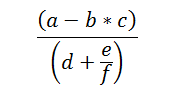 (a − b ∗ c)
(d + e/f)